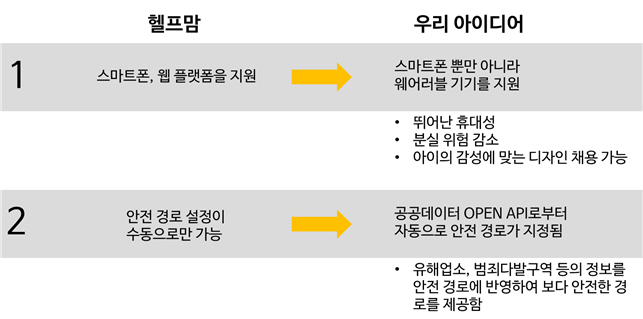 헬프맘 우리 아이디어
1 스마트폰, 웹 플랫폼을 지원 스마트폰 뿐만 아니라
웨어러블 기기를 지원
• 뛰어난 휴대성
• 분실 위험 감소
• 아이의 감성에 맞는 디자인 채용 가능
2 안전 경로 설정이
수동으로만 가능
공공데이터 OPEN API로부터
자동으로 안전 경로가 지정됨
• 유해업소, 범죄다발구역 등의 정보를
안전 경로에 반영하여 보다 안전한 경
로를 제공함